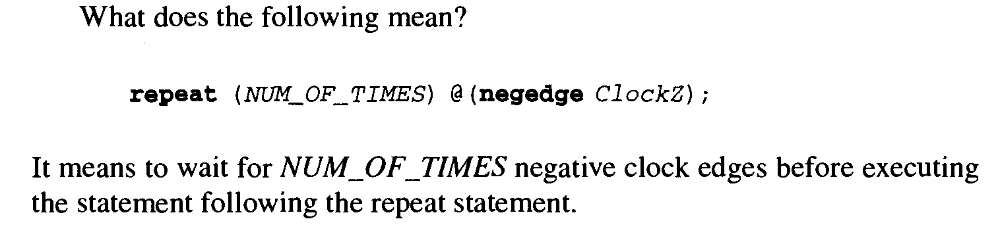 What does the following mean?
repeat (NUM_OF_TIMES) @ (negedge ClockZ) ;
It means to wait for NUM_OF_TIMES negative clock edges before executing
the statement following the repeat statement.